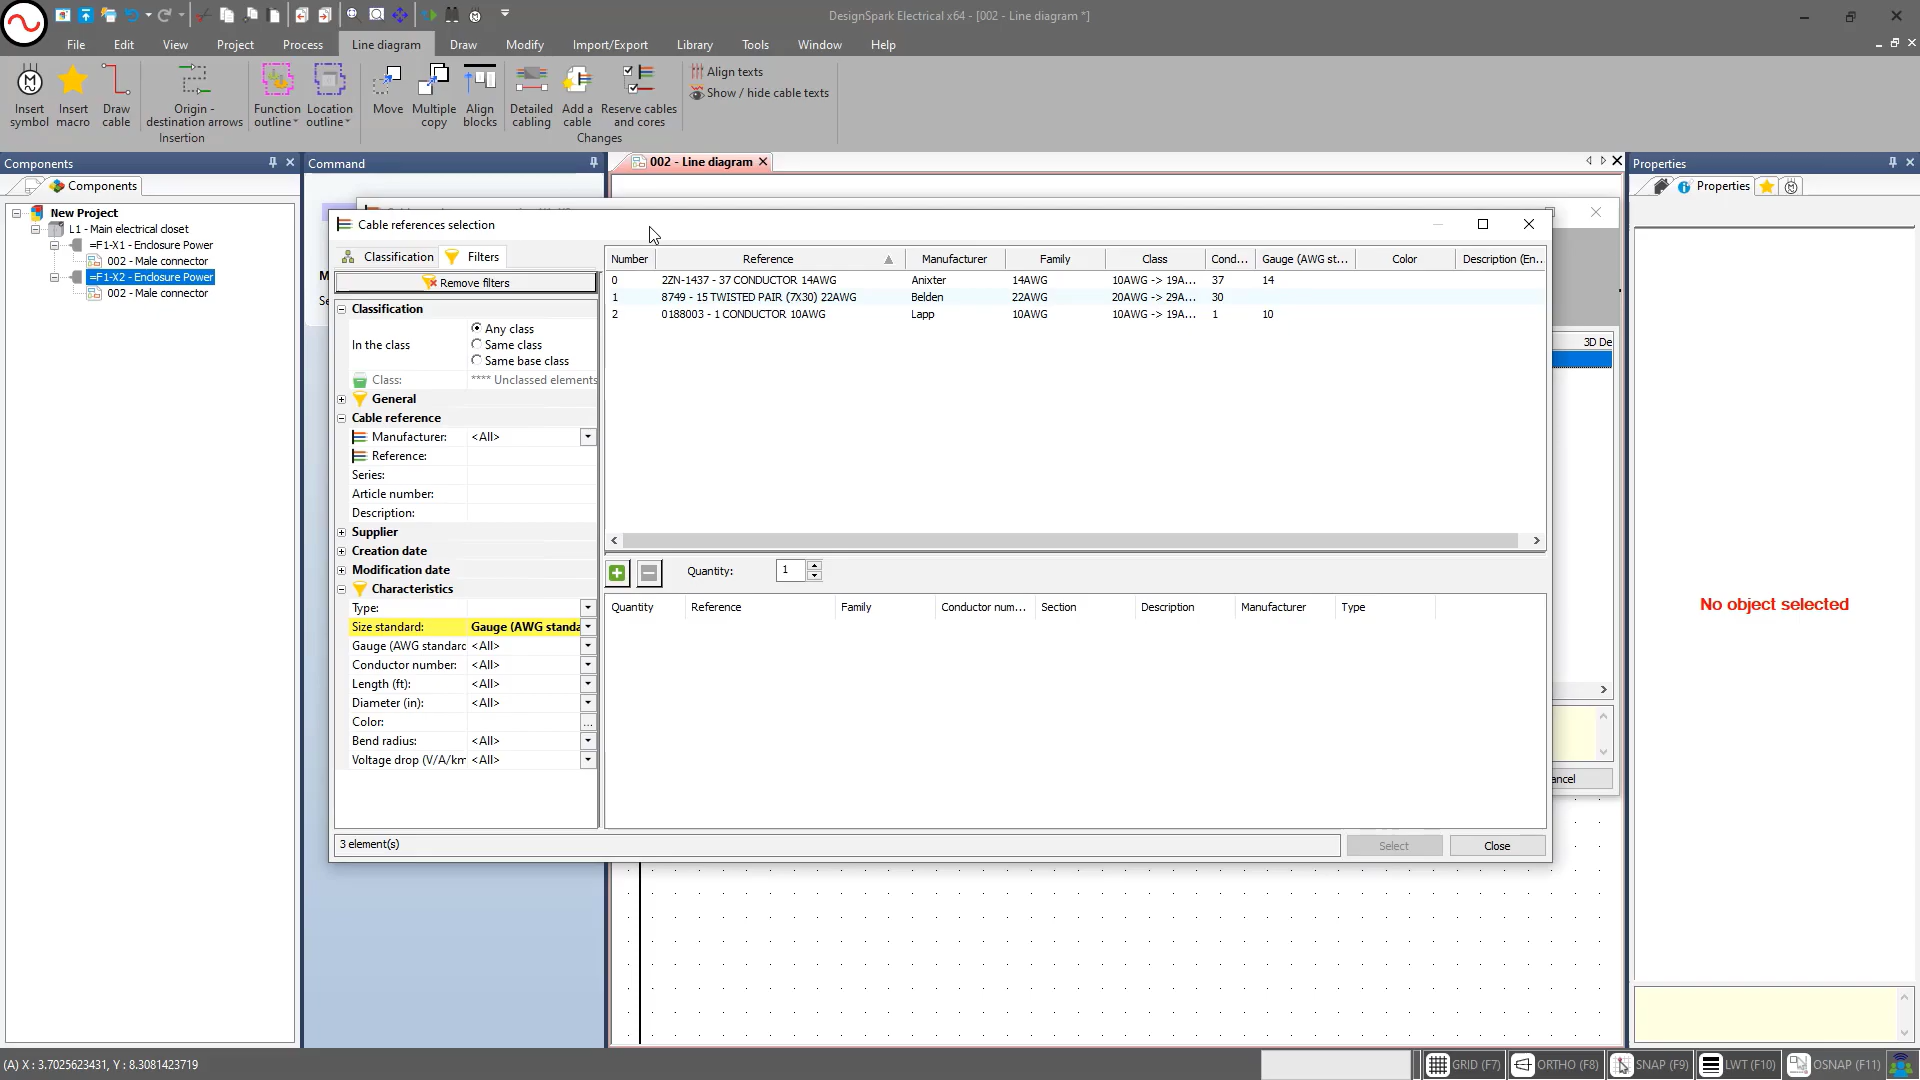 DesignSpark Electrical x64 - [002 - Line diagram *]
File Edit View Project Process Line diagram Draw Modify Import/Export Library Tools Window Help
Insert symbol
Insert macro
Draw cable
Origin - destination arrows
Insertion
Function outline
Location outline
Move
Multiple copy
Align blocks
Detailed cabling
Add a cable
Reserve cables and cores
Changes
Align texts
Show / hide cable texts
Components
Components
New Project
L1 - Main electrical closet
=F1-X1 - Enclosure Power
002 - Male connector
=F1-X2 - Enclosure Power
002 - Male connector
Command
M
Se
002 - Line diagram
Cable references selection
Classification Filters
Remove filters
Classification
In the class
Any class
Same class
Same base class
Class: **** Unclassed elements
General
Cable reference
Manufacturer: <All>
Reference:
Series:
Article number:
Description:
Supplier
Creation date
Modification date
Characteristics
Type:
Size standard: Gauge (AWG standa
Gauge (AWG standard <All>
Conductor number: <All>
Length (ft): <All>
Diameter (in): <All>
Color: ...
Bend radius: <All>
Voltage drop (V/A/km <All>
Number Reference Manufacturer Family Class Cond... Gauge (AWG st... Color Description (En...
0 2ZN-1437 - 37 CONDUCTOR 14AWG Anixter 14AWG 10AWG -> 19A... 37 14
1 8749 - 15 TWISTED PAIR (7X30) 22AWG Belden 22AWG 20AWG -> 29A... 30
2 0188003 - 1 CONDUCTOR 10AWG Lapp 10AWG 10AWG -> 19A... 1 10
Quantity: 1
Quantity Reference Family Conductor num... Section Description Manufacturer Type
3 element(s)
Select
Close
3D De
ancel
Properties
Properties
No object selected
(A) X : 3.7025623431, Y : 8.3081423719
GRID (F7) ORTHO (F8) SNAP (F9) LWT (F10) OSNAP (F11)